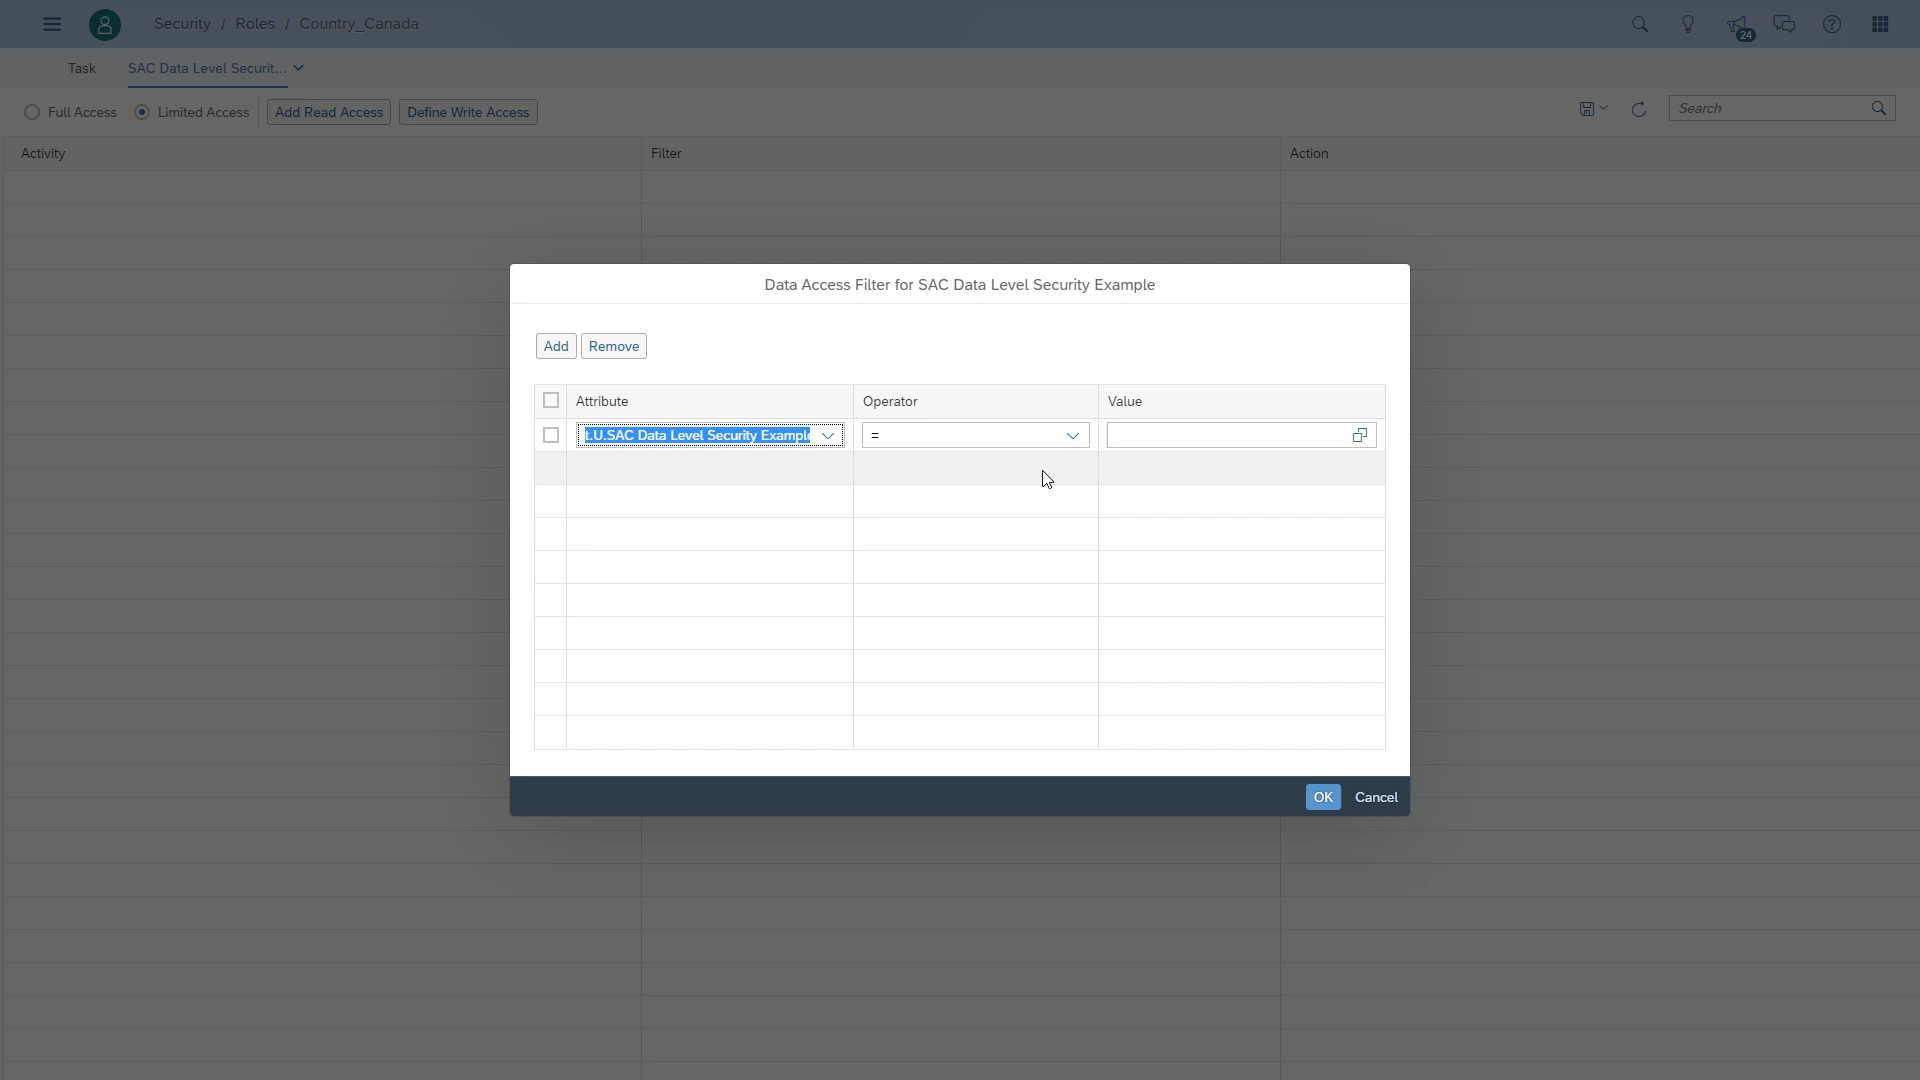 Security / Roles / Country_Canada
24
Task
SAC Data Level Securit...
Full Access
Limited Access
Add Read Access
Define Write Access
Search
Activity
Filter
Action
Data Access Filter for SAC Data Level Security Example
Add
Remove
Attribute
Operator
Value
t.U.SAC Data Level Security Example
=
OK
Cancel